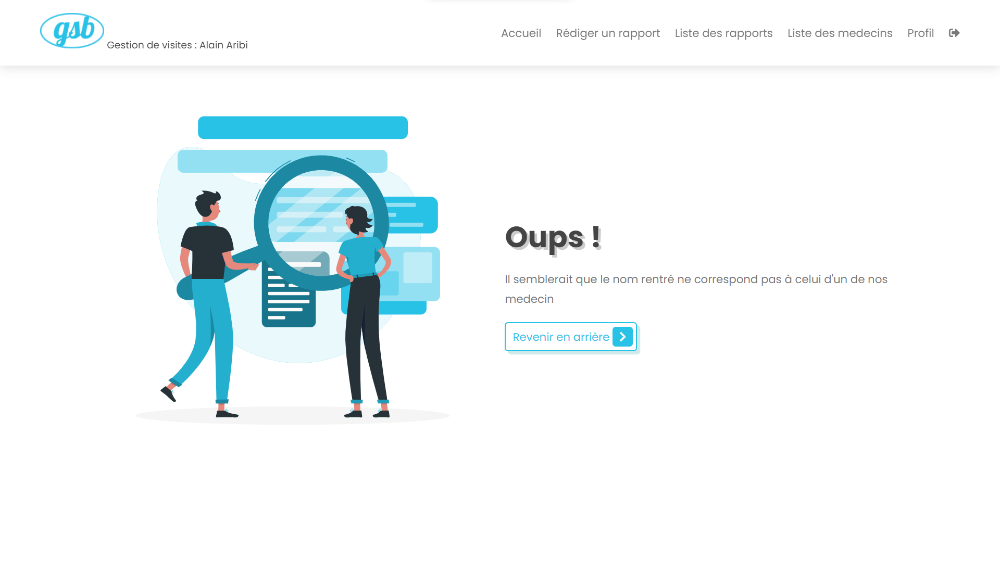 gsb
Gestion de visites : Alain Aribi
Accueil Rédiger un rapport Liste des rapports Liste des medecins Profil
Oups !
Il semblerait que le nom rentré ne correspond pas à celui d'un de nos
medecin
Revenir en arrière